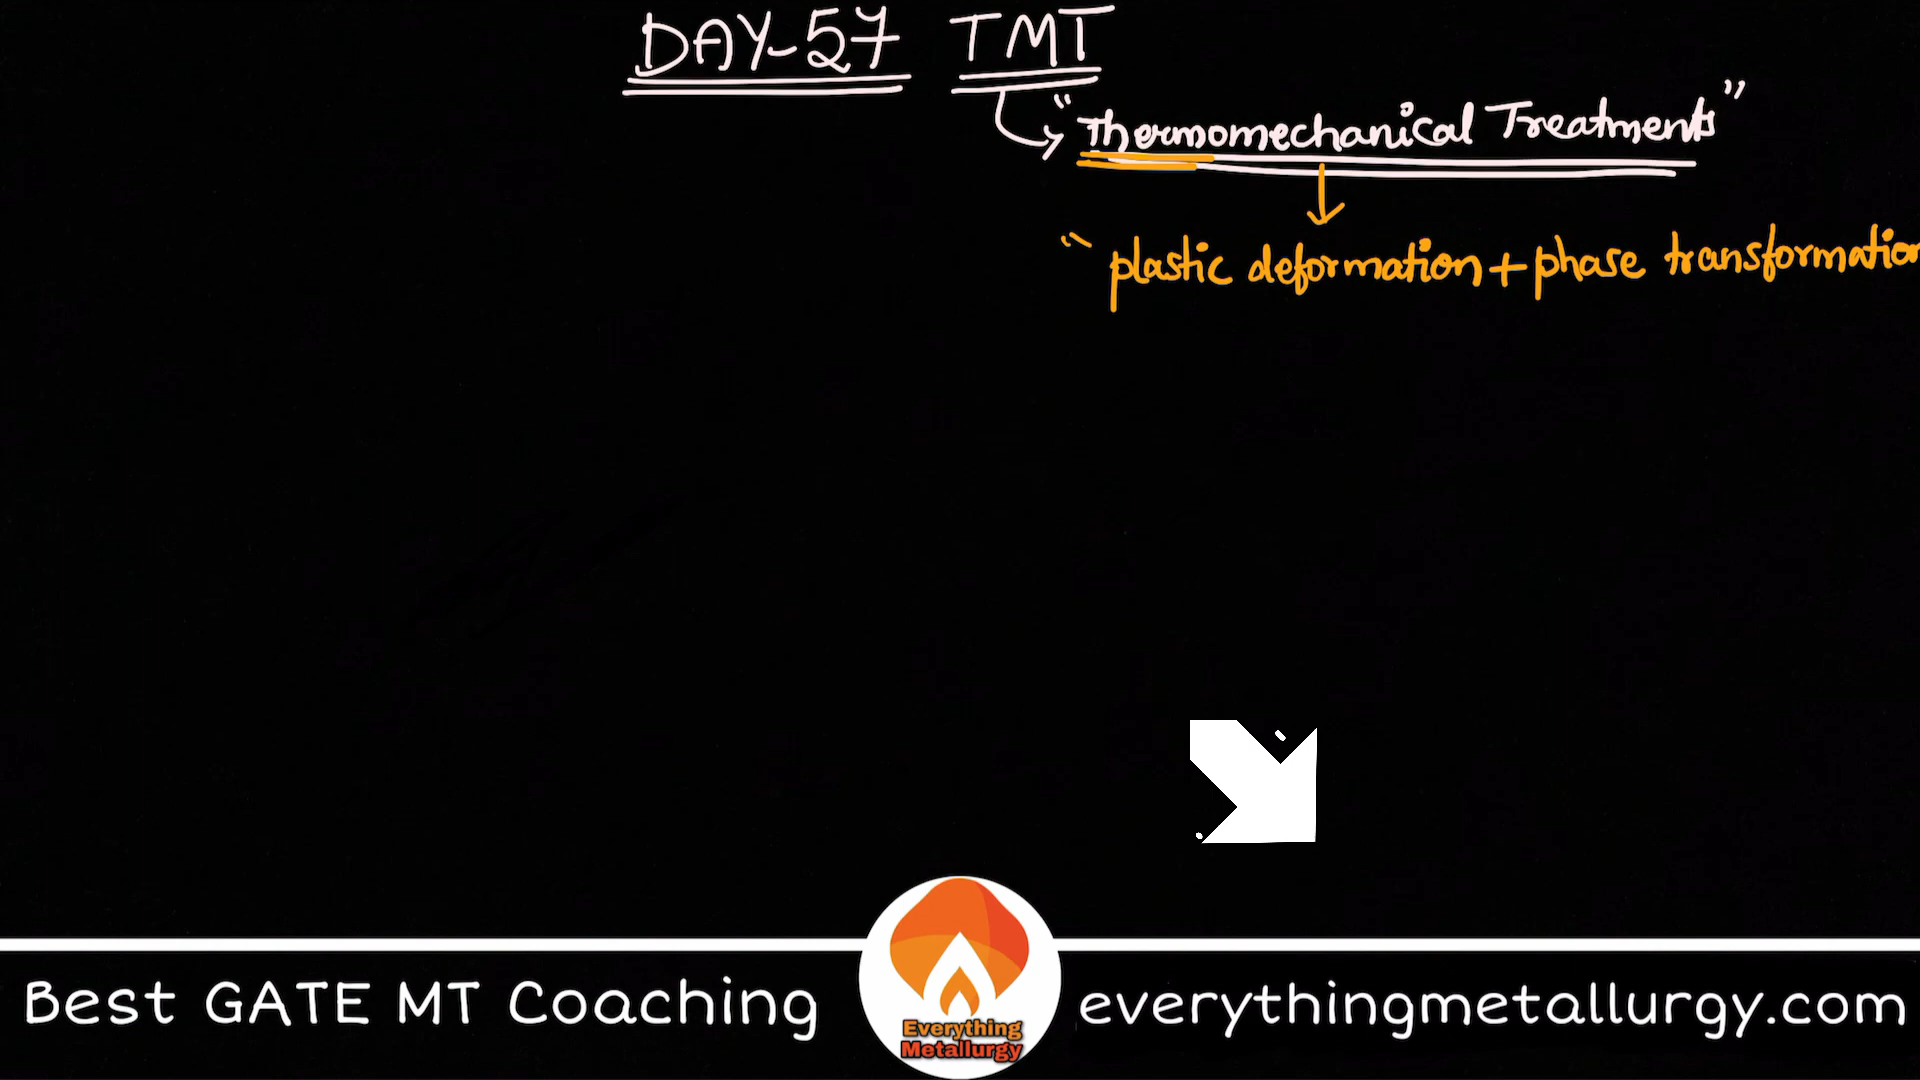 DAY-57 TMT
"Thermomechanical Treatments"
"plastic deformation + phase transformation
Best GATE MT Coaching
Everything
Metallurgy
everythingmetallurgy.com